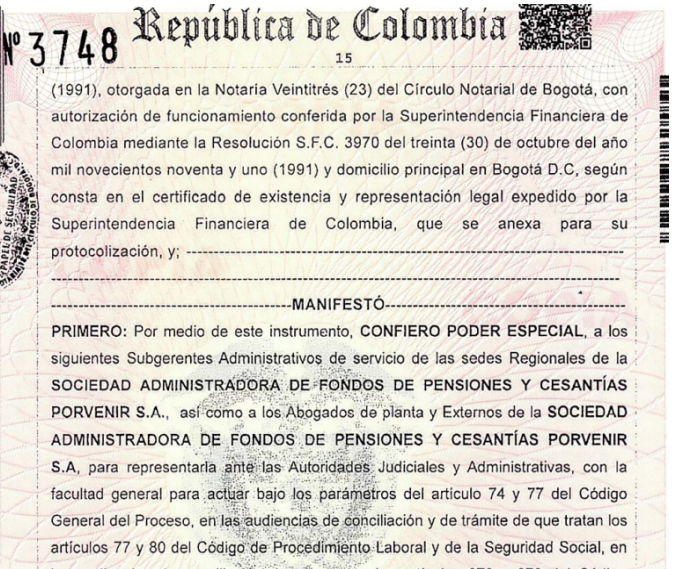 República de Colombia
Nº 3748
15
(1991), otorgada en la Notaría Veintitrés (23) del Círculo Notarial de Bogotá, con
autorización de funcionamiento conferida por la Superintendencia Financiera de
Colombia mediante la Resolución S.F.C. 3970 del treinta (30) de octubre del año
mil novecientos noventa y uno (1991) y domicilio principal en Bogotá D.C, según
consta en el certificado de existencia y representación legal expedido por la
Superintendencia Financiera de Colombia, que se anexa para su
protocolización, y; ------------------------------------------------------------
--------------------------------------------------------------------------------
---------------------------------MANIFESTÓ---------------------------------
PRIMERO: Por medio de este instrumento, CONFIERO PODER ESPECIAL, a los
siguientes Subgerentes Administrativos de servicio de las sedes Regionales de la
SOCIEDAD ADMINISTRADORA DE FONDOS DE PENSIONES Y CESANTÍAS
PORVENIR S.A., así como a los Abogados de planta y Externos de la SOCIEDAD
ADMINISTRADORA DE FONDOS DE PENSIONES Y CESANTÍAS PORVENIR
S.A, para representarla ante las Autoridades Judiciales y Administrativas, con la
facultad general para actuar bajo los parámetros del artículo 74 y 77 del Código
General del Proceso, en las audiencias de conciliación y de trámite de que tratan los
artículos 77 y 80 del Código de Procedimiento Laboral y de la Seguridad Social, en
PAPEL DE SEGURIDAD